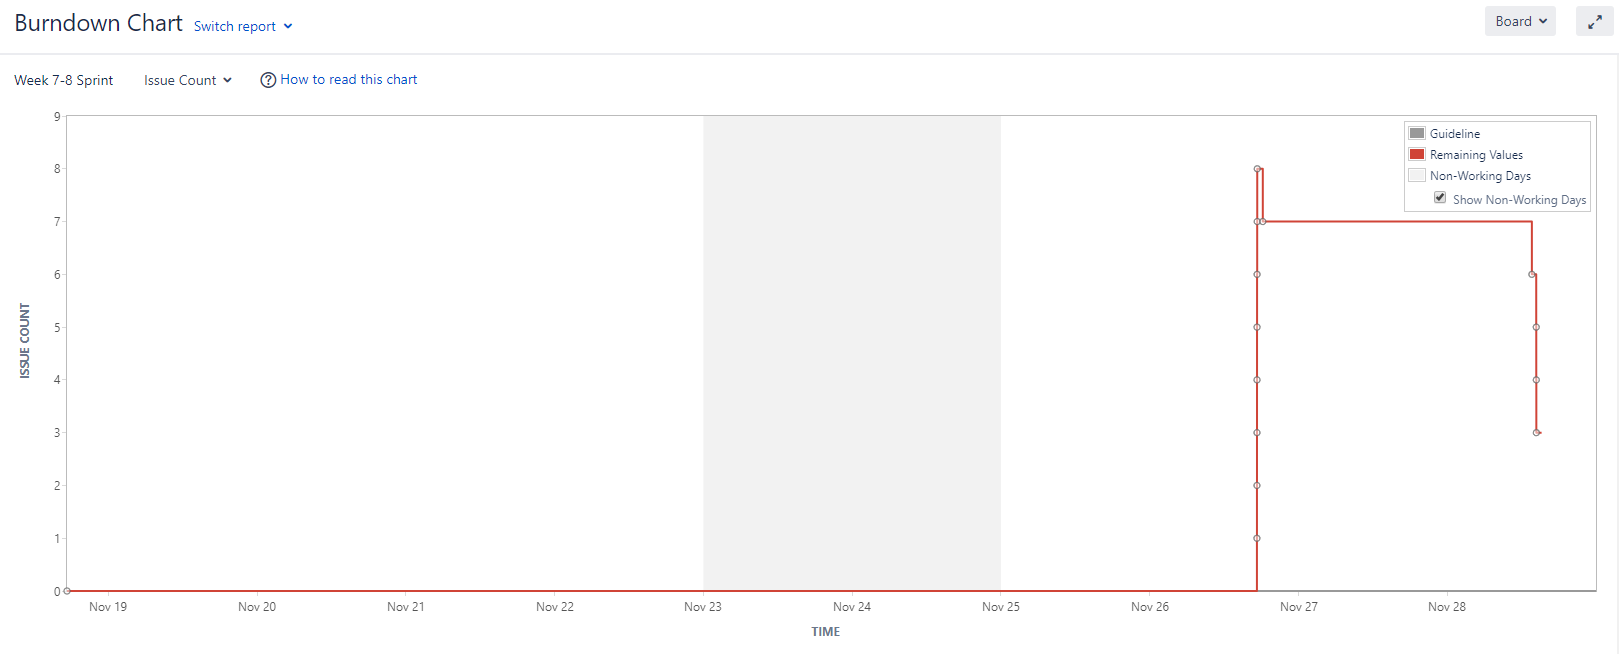 Burndown Chart Switch report Board
Week 7-8 Sprint Issue Count ? How to read this chart
9
8
7
6
5
4
3
2
1
0
ISSUE COUNT
Guideline
Remaining Values
Non-Working Days
Show Non-Working Days
Nov 19 Nov 20 Nov 21 Nov 22 Nov 23 Nov 24 Nov 25 Nov 26 Nov 27 Nov 28
TIME